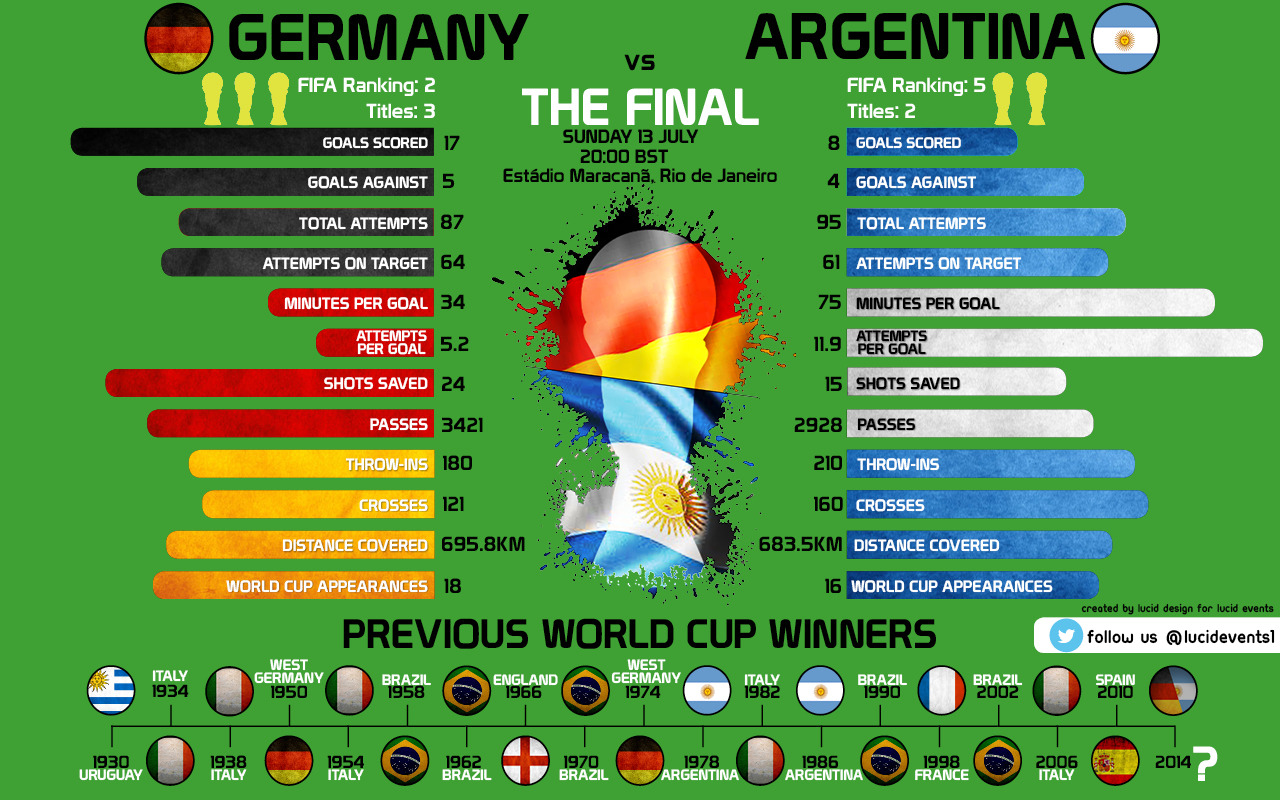 GERMANY
VS
ARGENTINA
FIFA Ranking: 2
Titles: 3
THE FINAL
SUNDAY 13 JULY
20:00 BST
Estádio Maracanã, Rio de Janeiro
FIFA Ranking: 5
Titles: 2
GOALS SCORED 17
8 GOALS SCORED
GOALS AGAINST 5
4 GOALS AGAINST
TOTAL ATTEMPTS 87
95 TOTAL ATTEMPTS
ATTEMPTS ON TARGET 64
61 ATTEMPTS ON TARGET
MINUTES PER GOAL 34
75 MINUTES PER GOAL
ATTEMPTS
PER GOAL 5.2
11.9 ATTEMPTS
PER GOAL
SHOTS SAVED 24
15 SHOTS SAVED
PASSES 3421
2928 PASSES
THROW-INS 180
210 THROW-INS
CROSSES 121
160 CROSSES
DISTANCE COVERED 695.8KM
683.5KM DISTANCE COVERED
WORLD CUP APPEARANCES 18
16 WORLD CUP APPEARANCES
created by lucid design for lucid events
follow us @lucidevents1
PREVIOUS WORLD CUP WINNERS
1930
URUGUAY
ITALY
1934
1938
ITALY
WEST
GERMANY
1950
1954
ITALY
BRAZIL
1958
1962
BRAZIL
ENGLAND
1966
1970
BRAZIL
WEST
GERMANY
1974
1978
ARGENTINA
ITALY
1982
1986
ARGENTINA
BRAZIL
1990
1998
FRANCE
BRAZIL
2002
2006
ITALY
SPAIN
2010
2014 ?